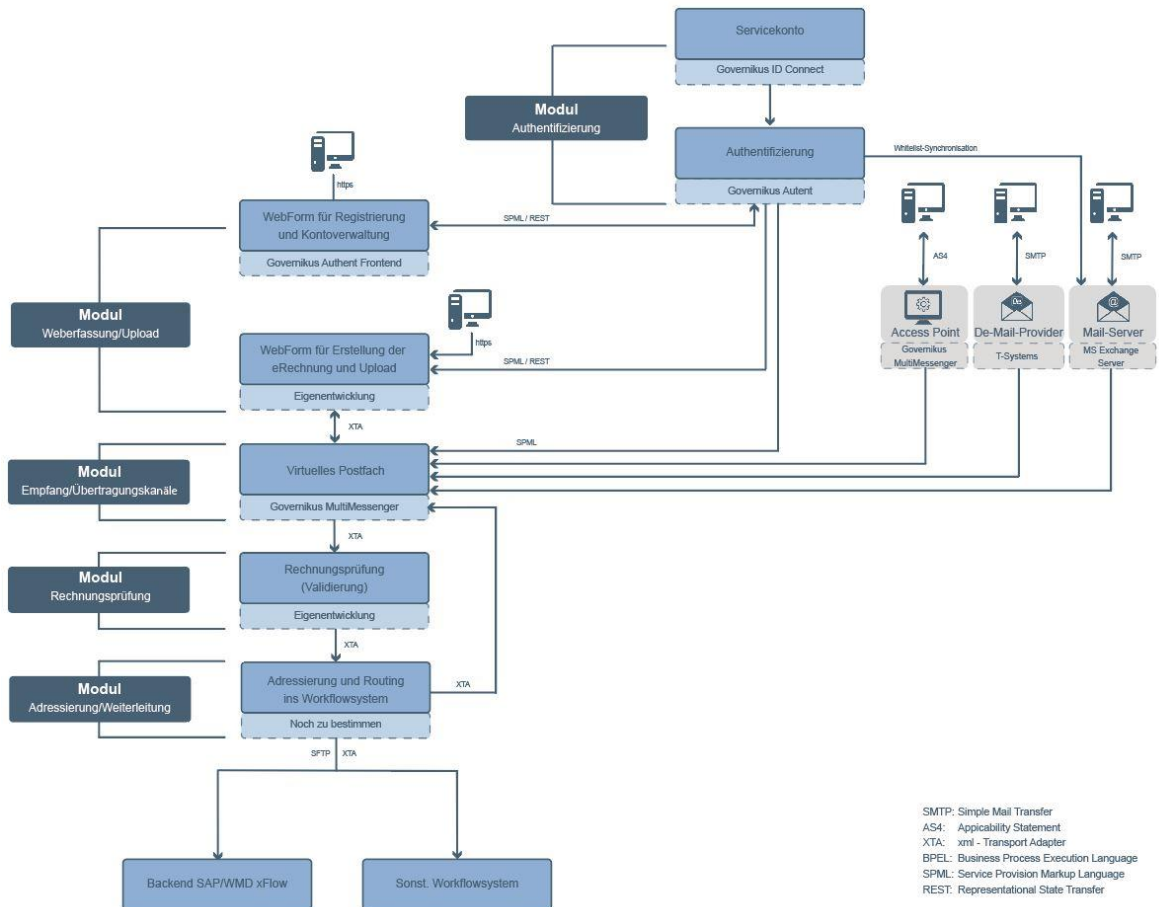 Servicekonto
Governikus ID Connect
Modul
Authentifizierung
Authentifizierung
Governikus Autent
Whitelist-Synchronisation
https
WebForm für Registrierung
und Kontoverwaltung
Governikus Authent Frontend
SPML / REST
AS4
SMTP
SMTP
Modul
Weberfassung/Upload
https
WebForm für Erstellung der
eRechnung und Upload
Eigenentwicklung
SPML / REST
De
@
Access Point
De-Mail-Provider
Mail-Server
Governikus
MultiMessenger
T-Systems
MS Exchange
Server
XTA
SPML
Modul
Empfang/Übertragungskanäle
Virtuelles Postfach
Governikus MultiMessenger
XTA
Modul
Rechnungsprüfung
Rechnungsprüfung
(Validierung)
Eigenentwicklung
XTA
Modul
Adressierung/Weiterleitung
Adressierung und Routing
ins Workflowsystem
Noch zu bestimmen
XTA
SFTP
XTA
Backend SAP/WMD xFlow
Sonst. Workflowsystem
SMTP: Simple Mail Transfer
AS4: Appicability Statement
XTA: xml - Transport Adapter
BPEL: Business Process Execution Language
SPML: Service Provision Markup Language
REST: Representational State Transfer